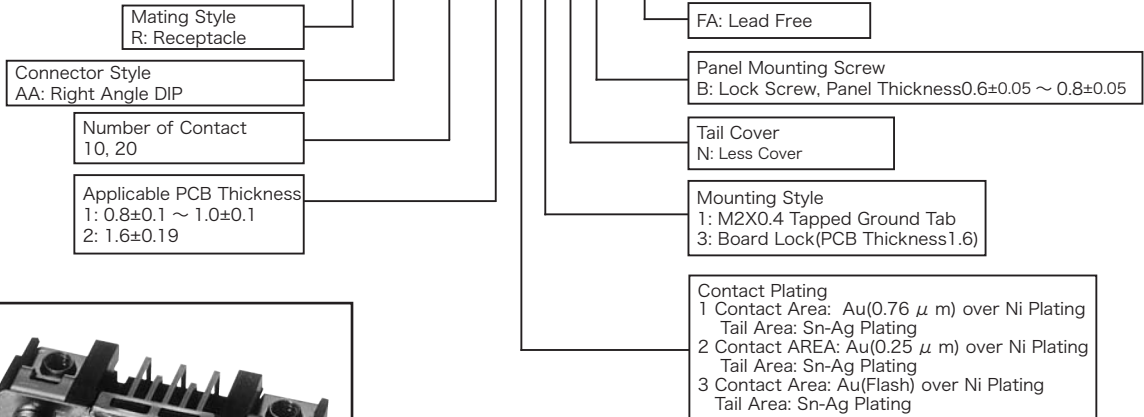 Mating Style
R: Receptacle
Connector Style
AA: Right Angle DIP
Number of Contact
10, 20
Applicable PCB Thickness
1: 0.8±0.1 ～ 1.0±0.1
2: 1.6±0.19
FA: Lead Free
Panel Mounting Screw
B: Lock Screw, Panel Thickness0.6±0.05 ～ 0.8±0.05
Tail Cover
N: Less Cover
Mounting Style
1: M2X0.4 Tapped Ground Tab
3: Board Lock(PCB Thickness1.6)
Contact Plating
1 Contact Area: Au(0.76 μ m) over Ni Plating
Tail Area: Sn-Ag Plating
2 Contact AREA: Au(0.25 μ m) over Ni Plating
Tail Area: Sn-Ag Plating
3 Contact Area: Au(Flash) over Ni Plating
Tail Area: Sn-Ag Plating